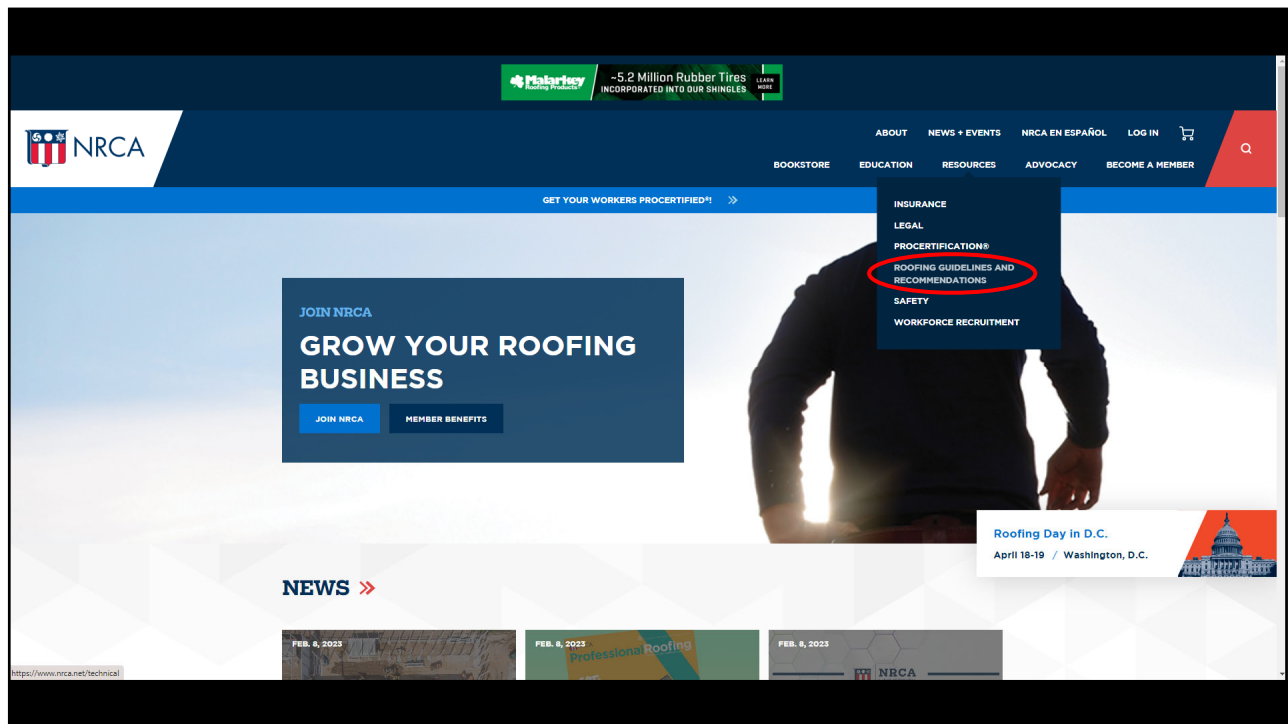 Malarkey
Roofing Products
~5.2 Million Rubber Tires
INCORPORATED INTO OUR SHINGLES
LEARN
MORE
NRCA
ABOUT NEWS + EVENTS NRCA EN ESPAÑOL LOG IN
BOOKSTORE EDUCATION RESOURCES ADVOCACY BECOME A MEMBER
GET YOUR WORKERS PROCERTIFIED®! »
INSURANCE
LEGAL
PROCERTIFICATION®
ROOFING GUIDELINES AND
RECOMMENDATIONS
SAFETY
WORKFORCE RECRUITMENT
JOIN NRCA
GROW YOUR ROOFING
BUSINESS
JOIN NRCA MEMBER BENEFITS
Roofing Day in D.C.
April 18-19 / Washington, D.C.
NEWS »
FEB. 8, 2023 FEB. 8, 2023 FEB. 8, 2023
Professional Roofing
NRCA
https://www.nrca.net/technical